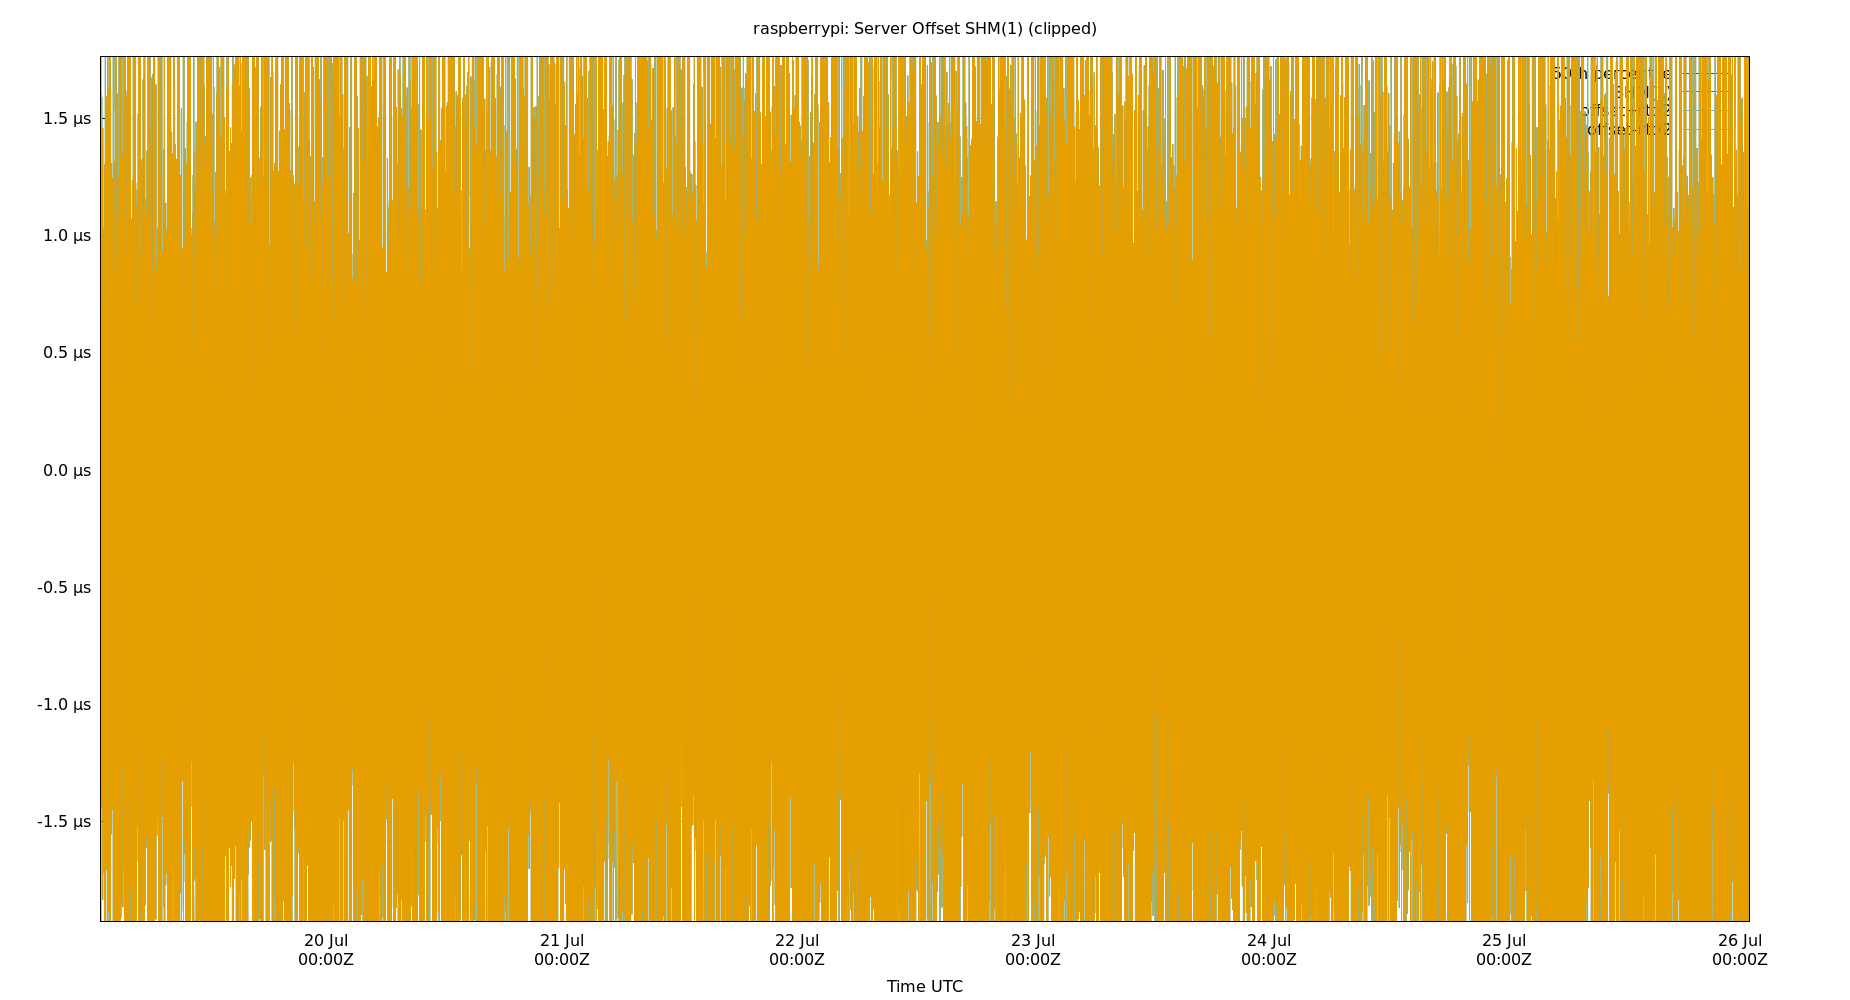 raspberrypi: Server Offset SHM(1) (clipped)
1.5 µs
1.0 µs
0.5 µs
0.0 µs
-0.5 µs
-1.0 µs
-1.5 µs
20 Jul
00:00Z
21 Jul
00:00Z
22 Jul
00:00Z
23 Jul
00:00Z
24 Jul
00:00Z
25 Jul
00:00Z
26 Jul
00:00Z
Time UTC